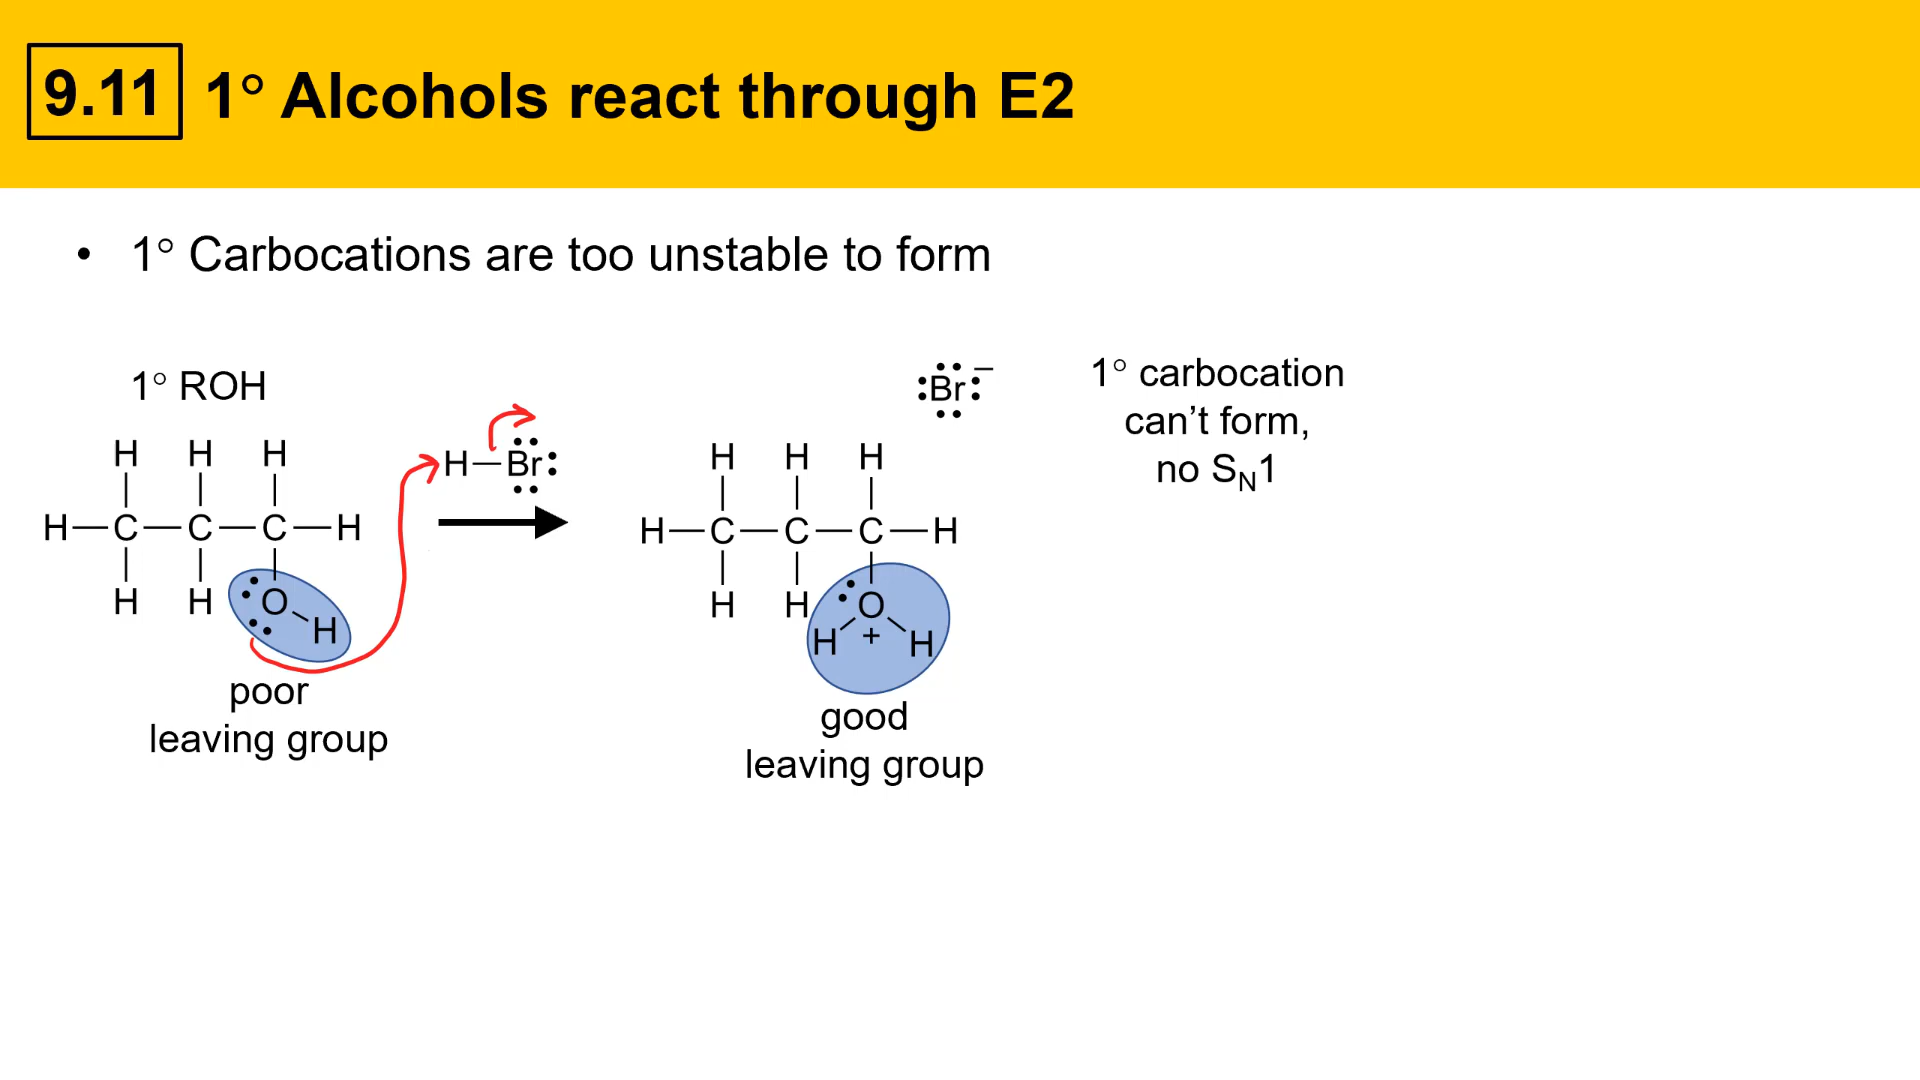 9.11 1° Alcohols react through E2
• 1° Carbocations are too unstable to form
1° ROH
H H H
H—Br
H—C—C—C—H
H H O
H
poor
leaving group
Br −
H H H
H—C—C—C—H
H H O
H + H
good
leaving group
1° carbocation
can’t form,
no SN1